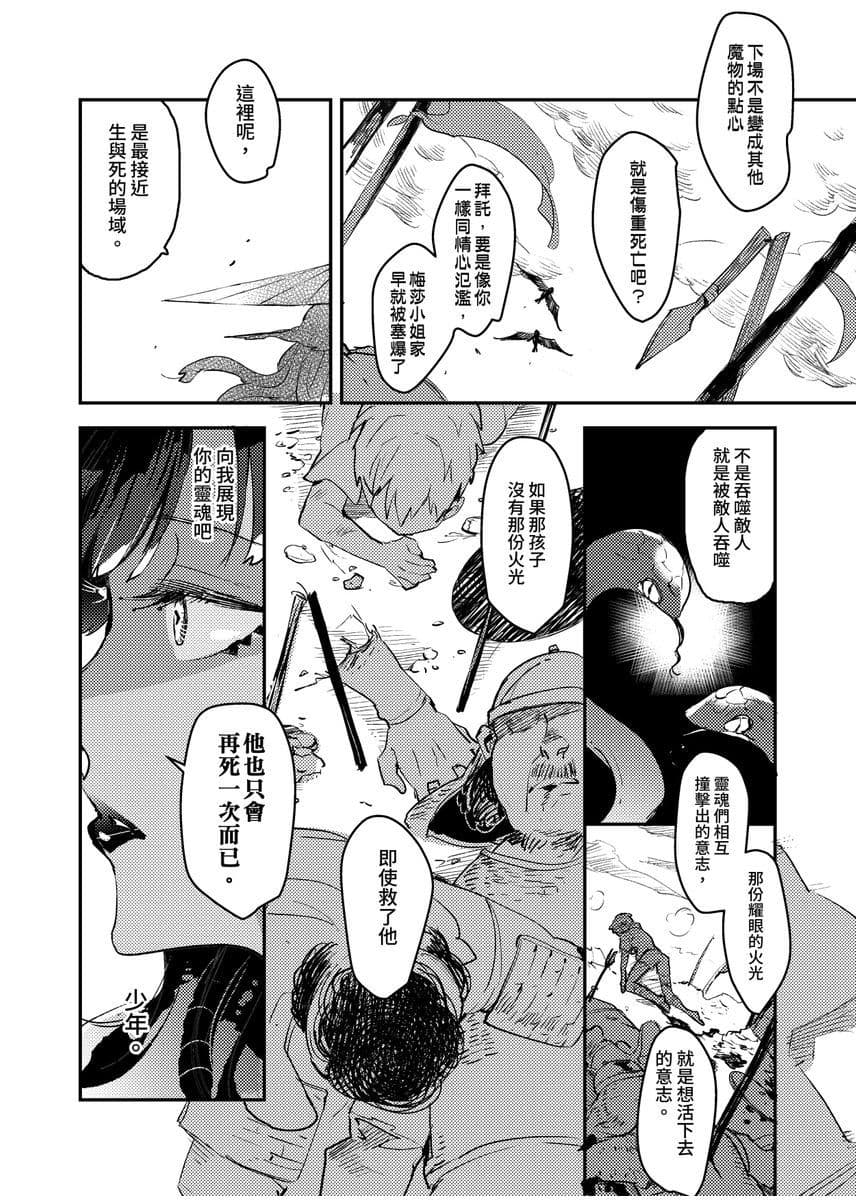 下場不是變成其他
魔物的點心
就是傷重死亡吧？
拜託，要是像你
一樣同情心氾濫，
梅莎小姐家
早就被塞爆了
這裡呢，
是最接近
生與死的場域。
不是吞噬敵人
就是被敵人吞噬
靈魂們相互
撞擊出的意志，
那份耀眼的火光
就是想活下去
的意志。
如果那孩子
沒有那份火光
即使救了他
他也只會
再死一次而已。
向我展現
你的靈魂吧
少年。